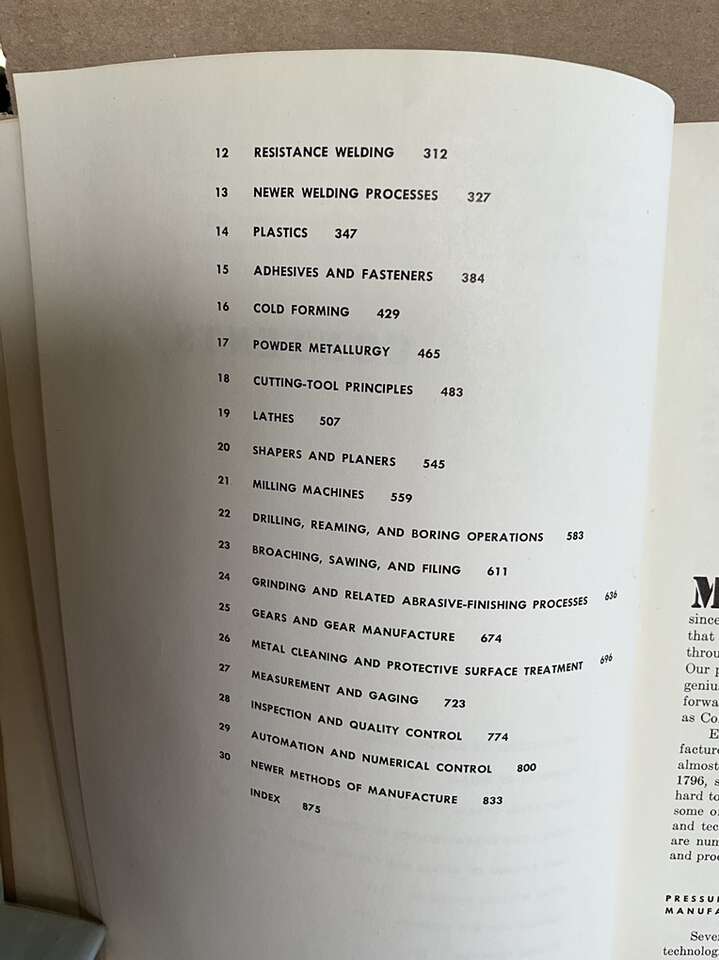 12 RESISTANCE WELDING 312
13 NEWER WELDING PROCESSES 327
14 PLASTICS 347
15 ADHESIVES AND FASTENERS 384
16 COLD FORMING 429
17 POWDER METALLURGY 465
18 CUTTING-TOOL PRINCIPLES 483
19 LATHES 507
20 SHAPERS AND PLANERS 545
21 MILLING MACHINES 559
22 DRILLING, REAMING, AND BORING OPERATIONS 583
23 BROACHING, SAWING, AND FILING 611
24 GRINDING AND RELATED ABRASIVE-FINISHING PROCESSES 636
25 GEARS AND GEAR MANUFACTURE 674
26 METAL CLEANING AND PROTECTIVE SURFACE TREATMENT 696
27 MEASUREMENT AND GAGING 723
28 INSPECTION AND QUALITY CONTROL 774
29 AUTOMATION AND NUMERICAL CONTROL 800
30 NEWER METHODS OF MANUFACTURE 833
INDEX 875
M
since
that
throu
Our p
geniu
forwa
as Co
E
facture
almost
1796, s
hard to
some o
and tec
are num
and pro
PRESSU
MANUFA
Seve
technolog